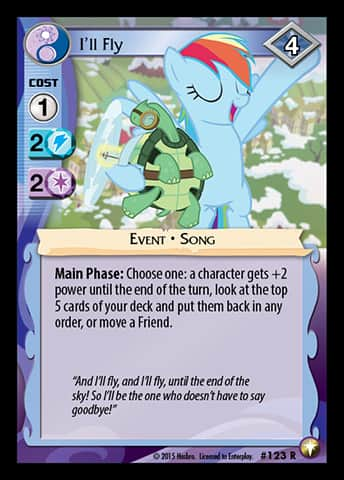 I'll Fly
4
COST
1
2
2
EVENT • SONG
Main Phase: Choose one: a character gets +2
power until the end of the turn, look at the top
5 cards of your deck and put them back in any
order, or move a Friend.
“And I’ll fly, and I’ll fly, until the end of the
sky! So I’ll be the one who doesn’t have to say
goodbye!”
© 2015 Hasbro. Licensed to Enterplay. #123 R